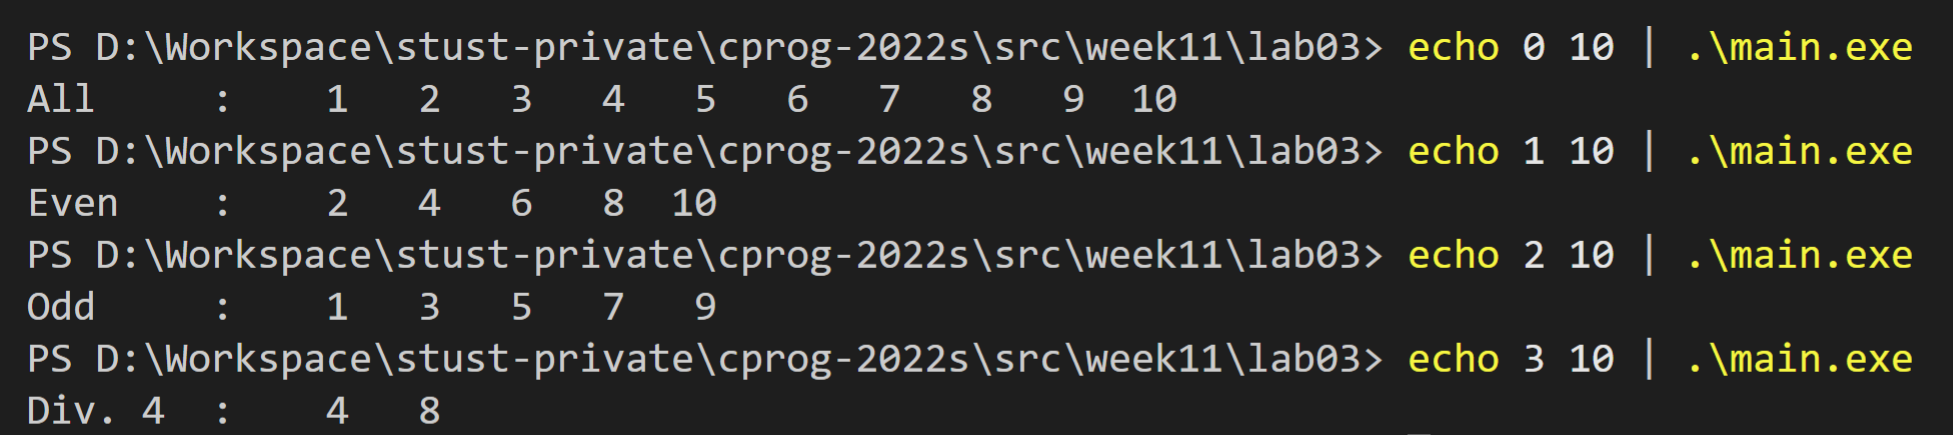 PS D:\Workspace\stust-private\cprog-2022s\src\week11\lab03> echo 0 10 | .\main.exe
All     :    1   2   3   4   5   6   7   8   9  10
PS D:\Workspace\stust-private\cprog-2022s\src\week11\lab03> echo 1 10 | .\main.exe
Even    :    2   4   6   8  10
PS D:\Workspace\stust-private\cprog-2022s\src\week11\lab03> echo 2 10 | .\main.exe
Odd     :    1   3   5   7   9
PS D:\Workspace\stust-private\cprog-2022s\src\week11\lab03> echo 3 10 | .\main.exe
Div. 4  :    4   8